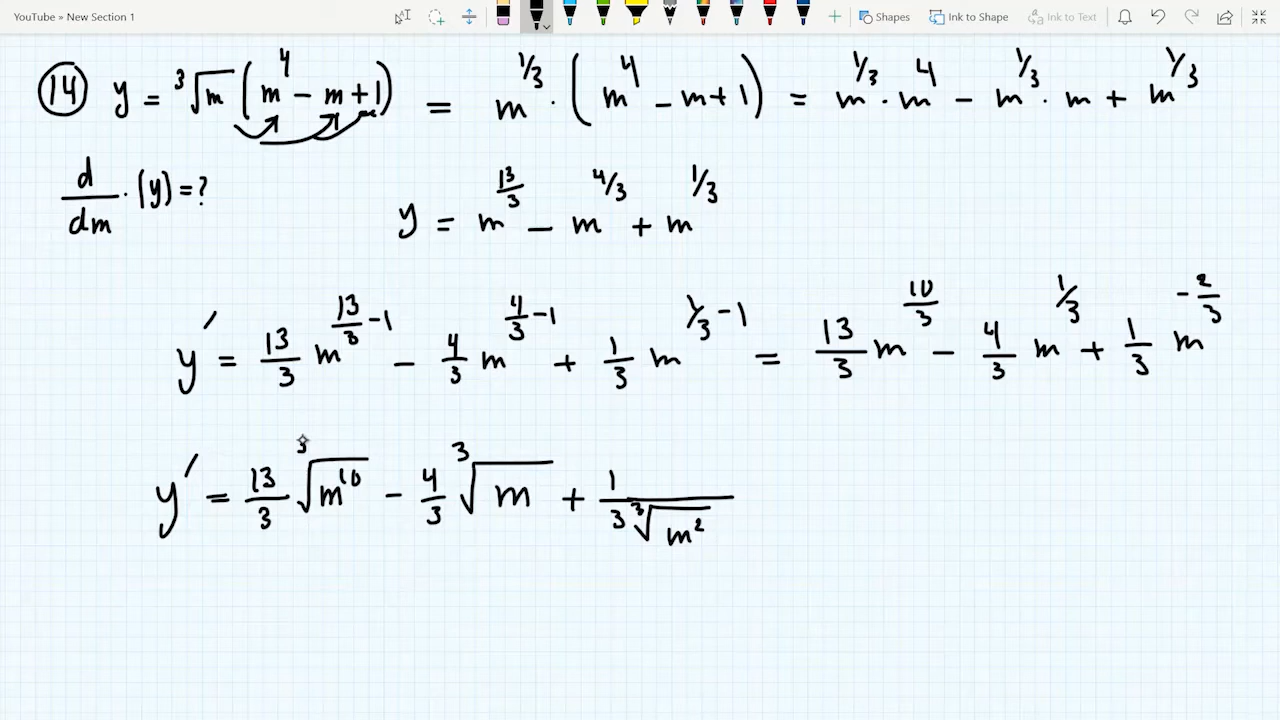 YouTube » New Section 1
Shapes Ink to Shape Ink to Text
14 y = ³√m (m⁴ − m + 1) = m^(1/3) · (m⁴ − m + 1) = m^(1/3) · m⁴ − m^(1/3) · m + m^(1/3)
d/dm · (y) = ?
y = m^(13/3) − m^(4/3) + m^(1/3)
y′ = 13/3 m^(13/3 − 1) − 4/3 m^(4/3 − 1) + 1/3 m^(1/3 − 1) = 13/3 m^(10/3) − 4/3 m^(1/3) + 1/3 m^(−2/3)
y′ = 13/3 ³√m¹⁰ − 4/3 ³√m + 1/(3 ³√m²)